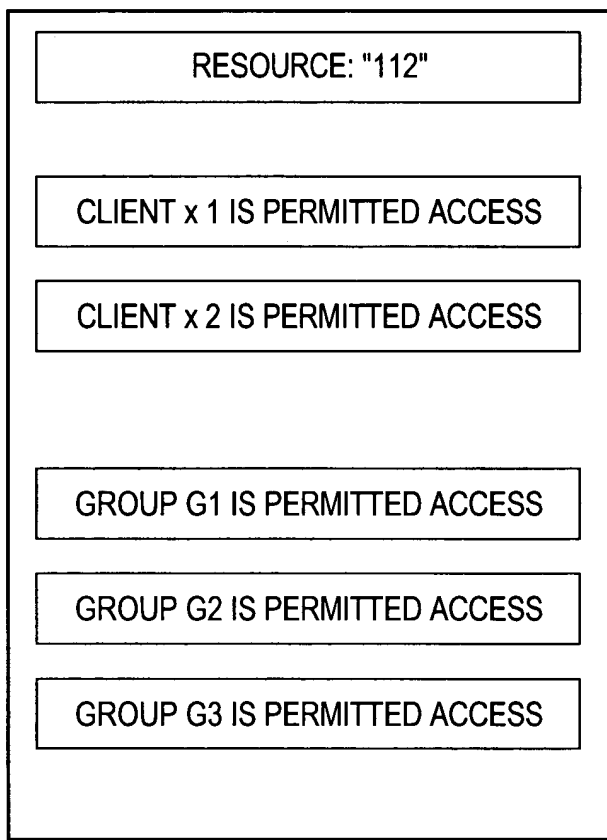 RESOURCE: "112"
CLIENT x 1 IS PERMITTED ACCESS
CLIENT x 2 IS PERMITTED ACCESS
GROUP G1 IS PERMITTED ACCESS
GROUP G2 IS PERMITTED ACCESS
GROUP G3 IS PERMITTED ACCESS